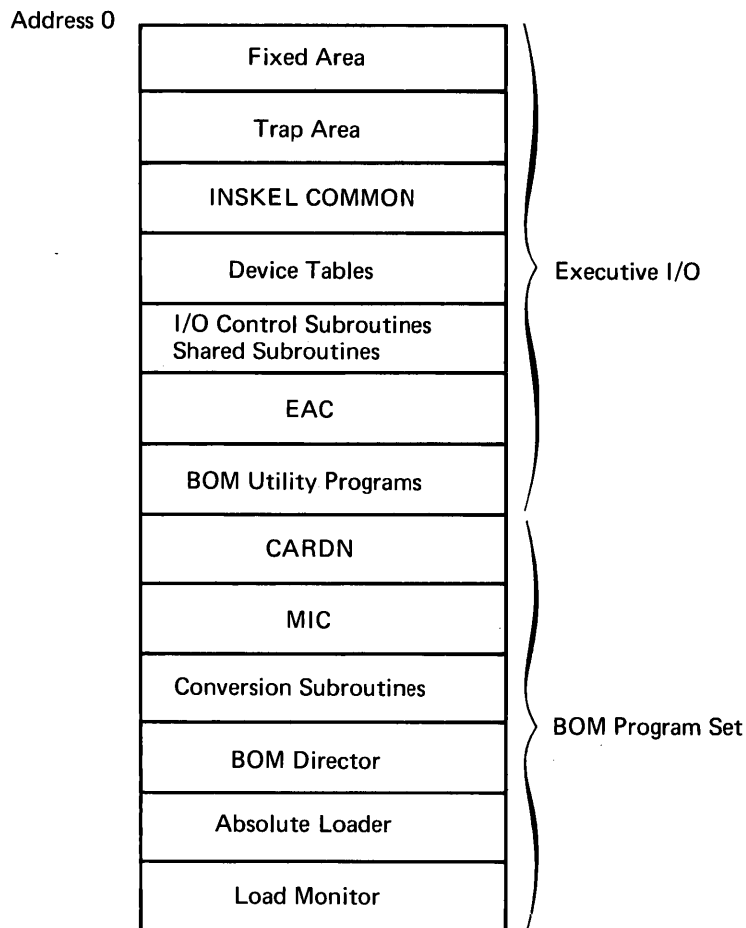 Address 0
Fixed Area
Trap Area
INSKEL COMMON
Device Tables
Executive I/O
I/O Control Subroutines
Shared Subroutines
EAC
BOM Utility Programs
CARDN
MIC
Conversion Subroutines
BOM Program Set
BOM Director
Absolute Loader
Load Monitor